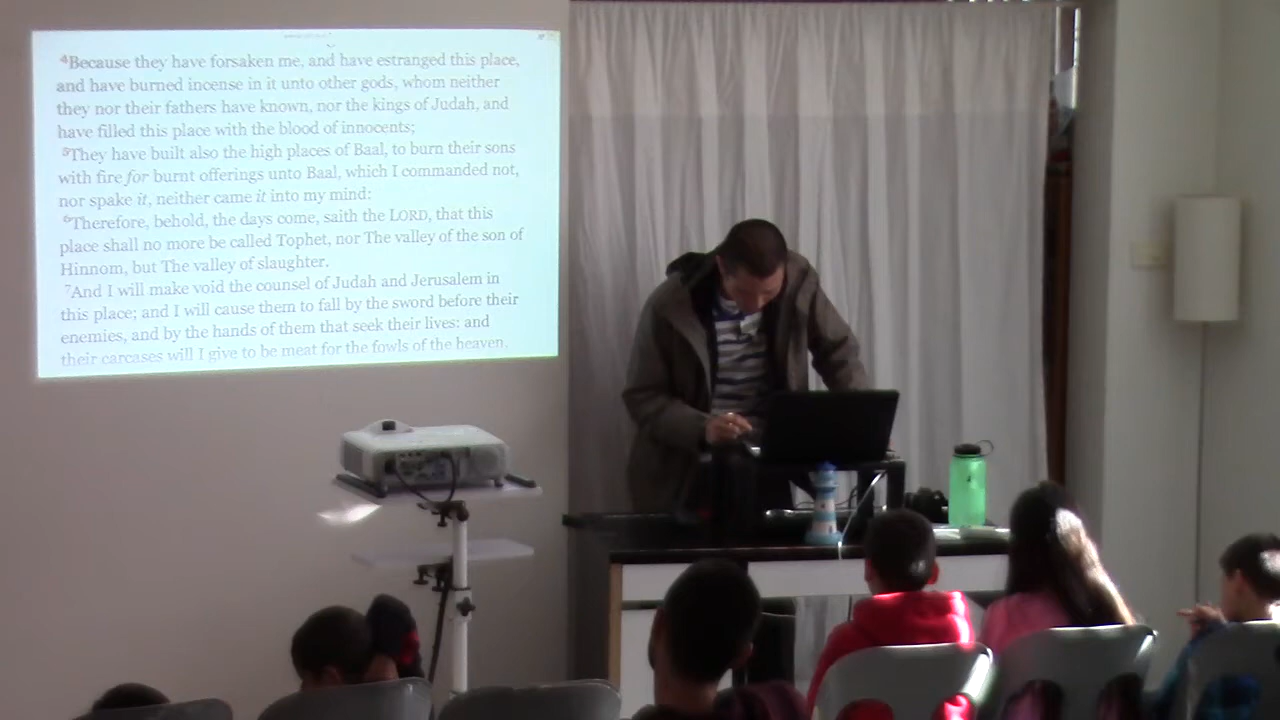 4Because they have forsaken me, and have estranged this place,
and have burned incense in it unto other gods, whom neither
they nor their fathers have known, nor the kings of Judah, and
have filled this place with the blood of innocents;
5They have built also the high places of Baal, to burn their sons
with fire for burnt offerings unto Baal, which I commanded not,
nor spake it, neither came it into my mind:
6Therefore, behold, the days come, saith the LORD, that this
place shall no more be called Tophet, nor The valley of the son of
Hinnom, but The valley of slaughter.
7And I will make void the counsel of Judah and Jerusalem in
this place; and I will cause them to fall by the sword before their
enemies, and by the hands of them that seek their lives: and
their carcases will I give to be meat for the fowls of the heaven,